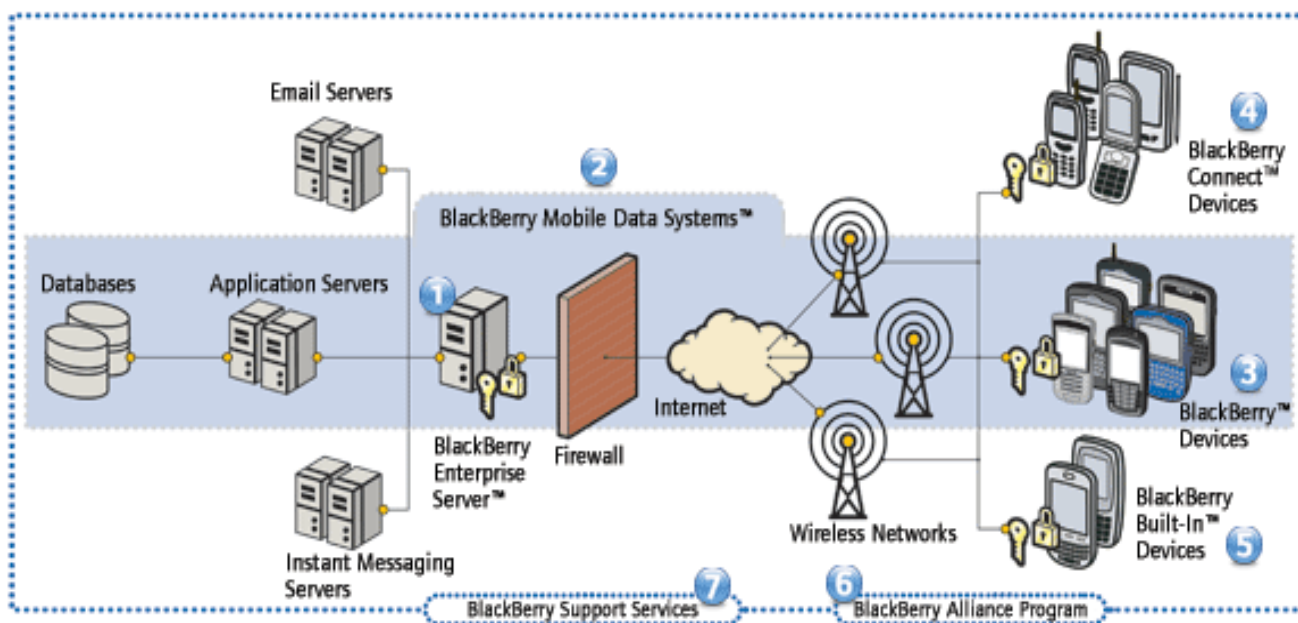 Email Servers
4
BlackBerry
Connect™
Devices
2
BlackBerry Mobile Data Systems™
Databases
Application Servers
1
Internet
3
BlackBerry™
Devices
BlackBerry
Enterprise
Server™
Firewall
Wireless Networks
BlackBerry
Built-In™
Devices
5
Instant Messaging
Servers
BlackBerry Support Services
7
6
BlackBerry Alliance Program